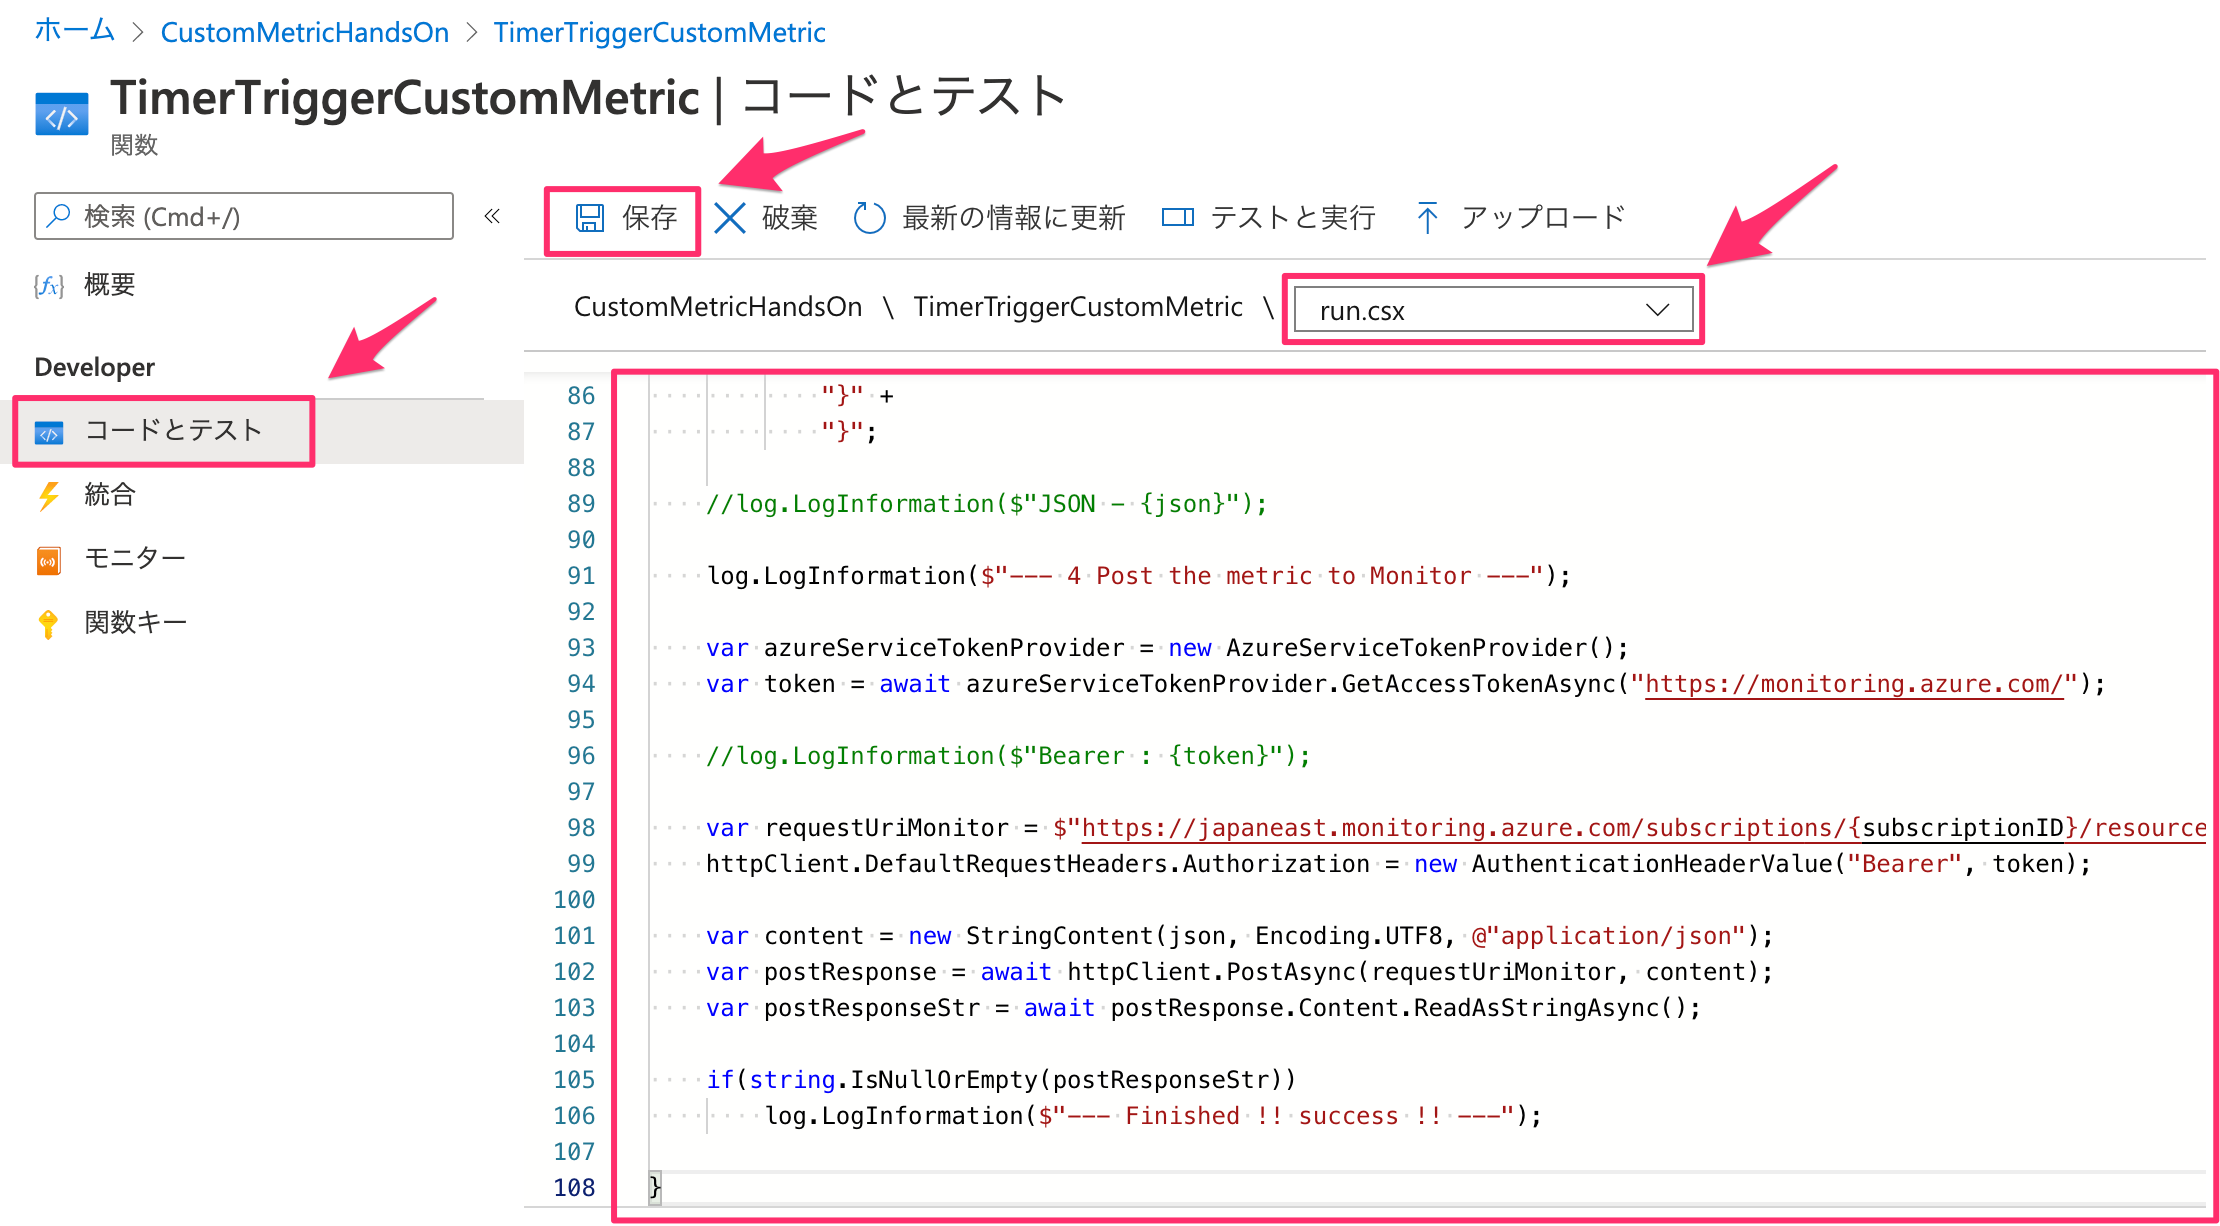 ホーム > CustomMetricHandsOn > TimerTriggerCustomMetric
TimerTriggerCustomMetric | コードとテスト
関数
検索 (Cmd+/)
«
保存
破棄
最新の情報に更新
テストと実行
アップロード
概要
CustomMetricHandsOn \ TimerTriggerCustomMetric \ run.csx
Developer
コードとテスト
統合
モニター
関数キー
86 "}" +
87 "}";
88
89 //log.LogInformation($"JSON - {json}");
90
91 log.LogInformation($"--- 4 Post the metric to Monitor ---");
92
93 var azureServiceTokenProvider = new AzureServiceTokenProvider();
94 var token = await azureServiceTokenProvider.GetAccessTokenAsync("https://monitoring.azure.com/");
95
96 //log.LogInformation($"Bearer : {token}");
97
98 var requestUriMonitor = $"https://japaneast.monitoring.azure.com/subscriptions/{subscriptionID}/resource
99 httpClient.DefaultRequestHeaders.Authorization = new AuthenticationHeaderValue("Bearer", token);
100
101 var content = new StringContent(json, Encoding.UTF8, @"application/json");
102 var postResponse = await httpClient.PostAsync(requestUriMonitor, content);
103 var postResponseStr = await postResponse.Content.ReadAsStringAsync();
104
105 if(string.IsNullOrEmpty(postResponseStr))
106 log.LogInformation($"--- Finished !! success !! ---");
107
108 }